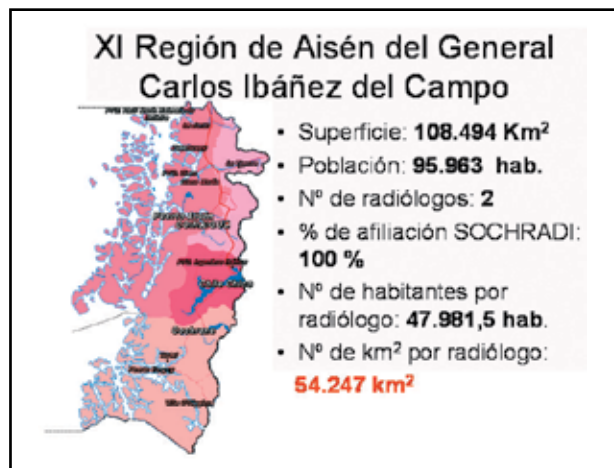 XI Región de Aisén del General
Carlos Ibáñez del Campo
• Superficie: 108.494 Km²
• Población: 95.963 hab.
• Nº de radiólogos: 2
• % de afiliación SOCHRADI:
100 %
• Nº de habitantes por
radiólogo: 47.981,5 hab.
• Nº de km² por radiólogo:
54.247 km²
Cochrane